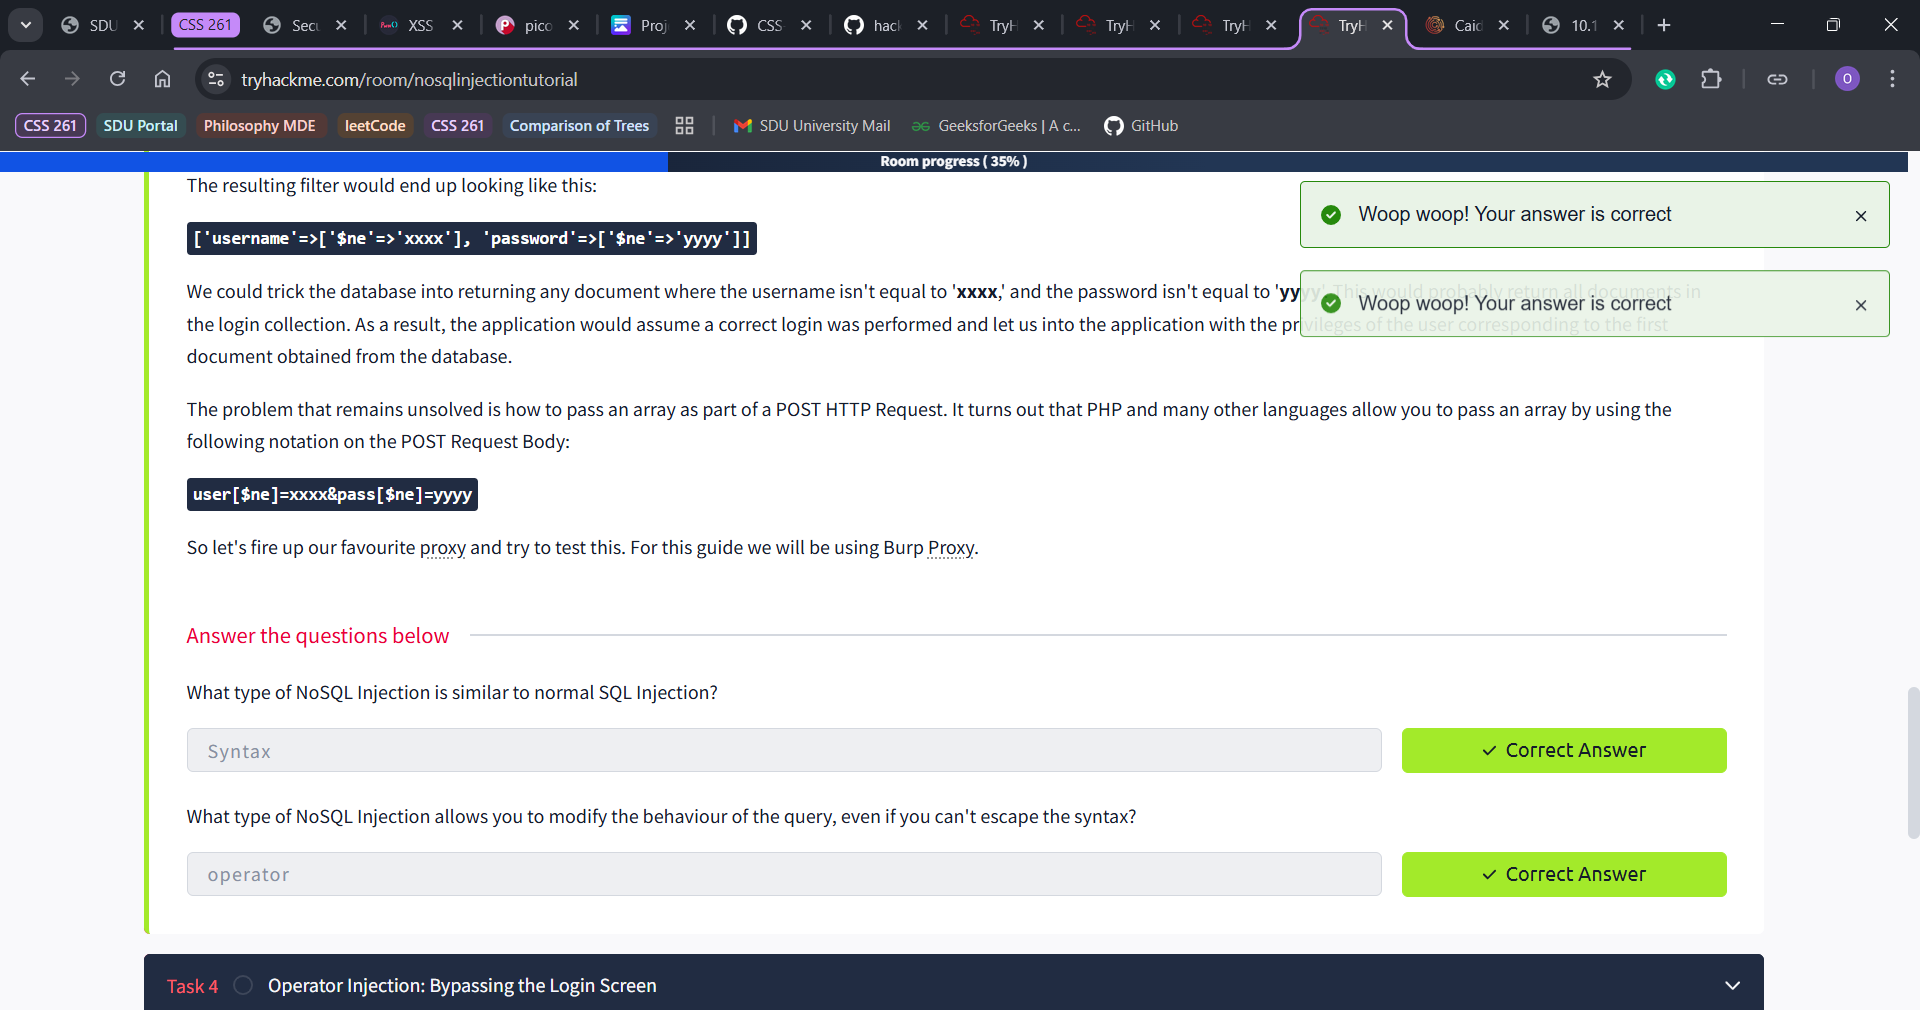 SDU
CSS 261
Secu
XSS
pico
Proj
CSS-
hack
TryH
TryH
TryH
TryH
Caid
10.1
tryhackme.com/room/nosqlinjectiontutorial
O
CSS 261
SDU Portal
Philosophy MDE
leetCode
CSS 261
Comparison of Trees
SDU University Mail
GeeksforGeeks | A c...
GitHub
Room progress ( 35% )
The resulting filter would end up looking like this:
['username'=>['$ne'=>'xxxx'], 'password'=>['$ne'=>'yyyy']]
We could trick the database into returning any document where the username isn't equal to 'xxxx,' and the password isn't equal to 'yyyy'. This would probably return all documents in
the login collection. As a result, the application would assume a correct login was performed and let us into the application with the privileges of the user corresponding to the first
document obtained from the database.
Woop woop! Your answer is correct
Woop woop! Your answer is correct
The problem that remains unsolved is how to pass an array as part of a POST HTTP Request. It turns out that PHP and many other languages allow you to pass an array by using the
following notation on the POST Request Body:
user[$ne]=xxxx&pass[$ne]=yyyy
So let's fire up our favourite proxy and try to test this. For this guide we will be using Burp Proxy.
Answer the questions below
What type of NoSQL Injection is similar to normal SQL Injection?
Syntax
Correct Answer
What type of NoSQL Injection allows you to modify the behaviour of the query, even if you can't escape the syntax?
operator
Correct Answer
Task 4
Operator Injection: Bypassing the Login Screen